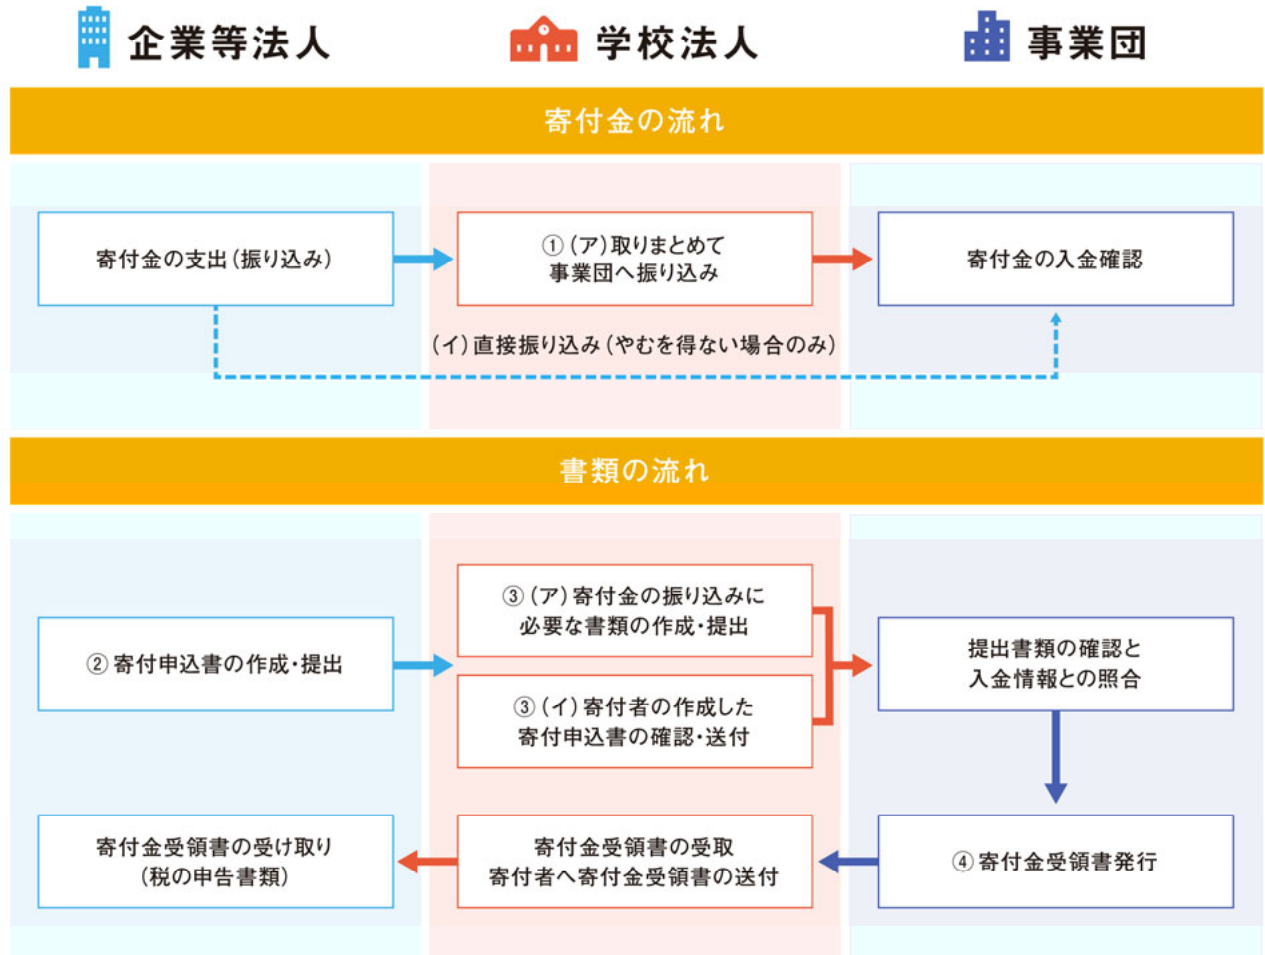 企業等法人
学校法人
事業団
寄付金の流れ
寄付金の支出（振り込み）
①（ア）取りまとめて
事業団へ振り込み
寄付金の入金確認
（イ）直接振り込み（やむを得ない場合のみ）
書類の流れ
②寄付申込書の作成・提出
③（ア）寄付金の振り込みに
必要な書類の作成・提出
③（イ）寄付者の作成した
寄付申込書の確認・送付
提出書類の確認と
入金情報との照合
寄付金受領書の受け取り
（税の申告書類）
寄付金受領書の受取
寄付者へ寄付金受領書の送付
④寄付金受領書発行